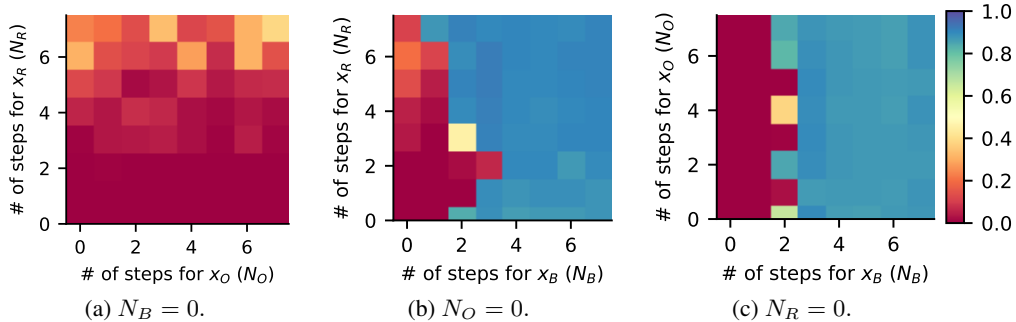 # of steps for x_R (N_R)
6
4
2
0
0 2 4 6
# of steps for x_O (N_O)
(a) N_B = 0.
# of steps for x_R (N_R)
6
4
2
0
0 2 4 6
# of steps for x_B (N_B)
(b) N_O = 0.
# of steps for x_O (N_O)
6
4
2
0
0 2 4 6
# of steps for x_B (N_B)
(c) N_R = 0.
1.0
0.8
0.6
0.4
0.2
0.0